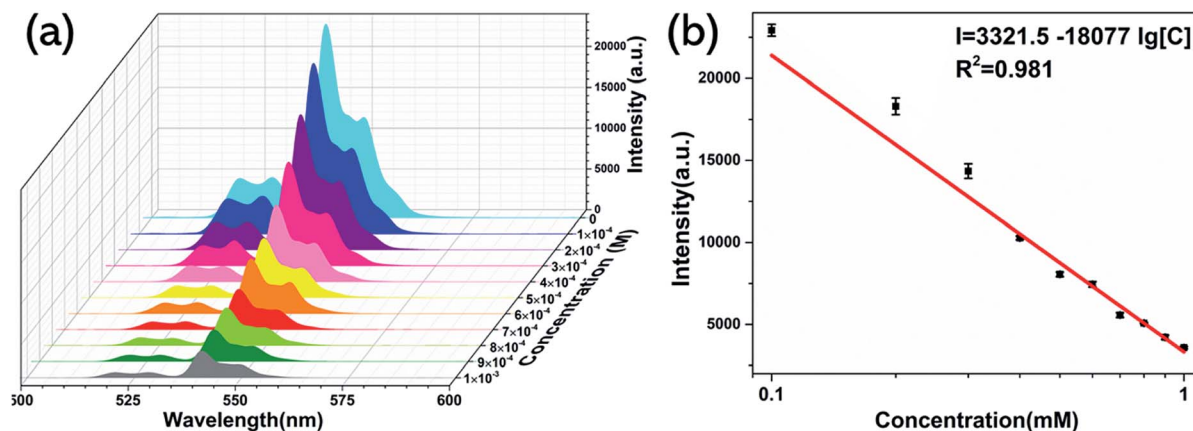 (a)
20000
15000
10000
5000
0
Intensity (a.u.)
0
1×10⁻⁴
2×10⁻⁴
3×10⁻⁴
4×10⁻⁴
5×10⁻⁴
6×10⁻⁴
7×10⁻⁴
8×10⁻⁴
9×10⁻⁴
1×10⁻³
Concentration (M)
500 525 550 575 600
Wavelength(nm)
(b)
I=3321.5 -18077 lg[C]
R²=0.981
20000
15000
10000
5000
Intensity(a.u.)
0.1 1
Concentration(mM)